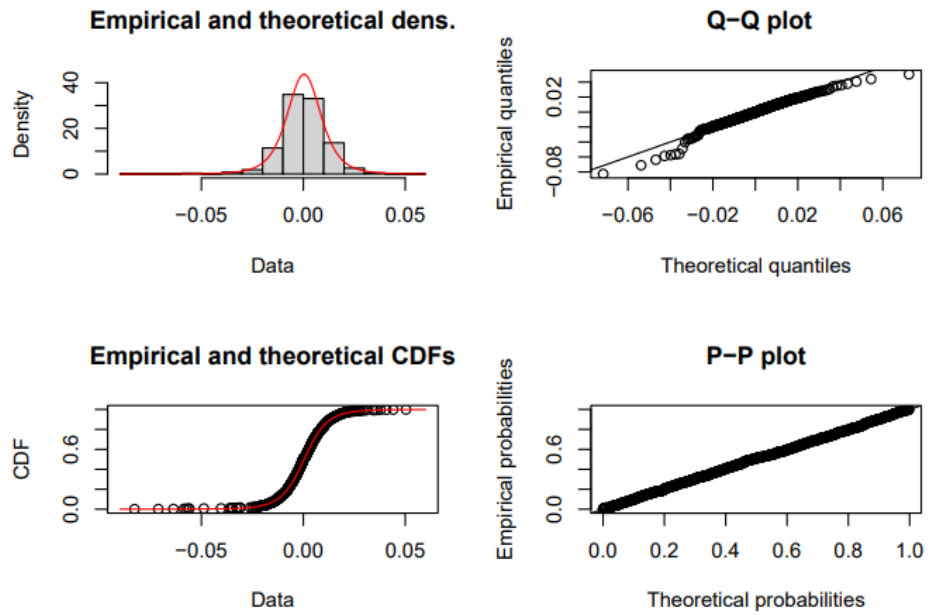 Empirical and theoretical dens.
Density
0 20 40
−0.05 0.00 0.05
Data
Q−Q plot
Empirical quantiles
−0.08 0.02
−0.06 −0.02 0.02 0.06
Theoretical quantiles
Empirical and theoretical CDFs
CDF
0.0 0.6
−0.05 0.00 0.05
Data
P−P plot
Empirical probabilities
0.0 0.6
0.0 0.2 0.4 0.6 0.8 1.0
Theoretical probabilities